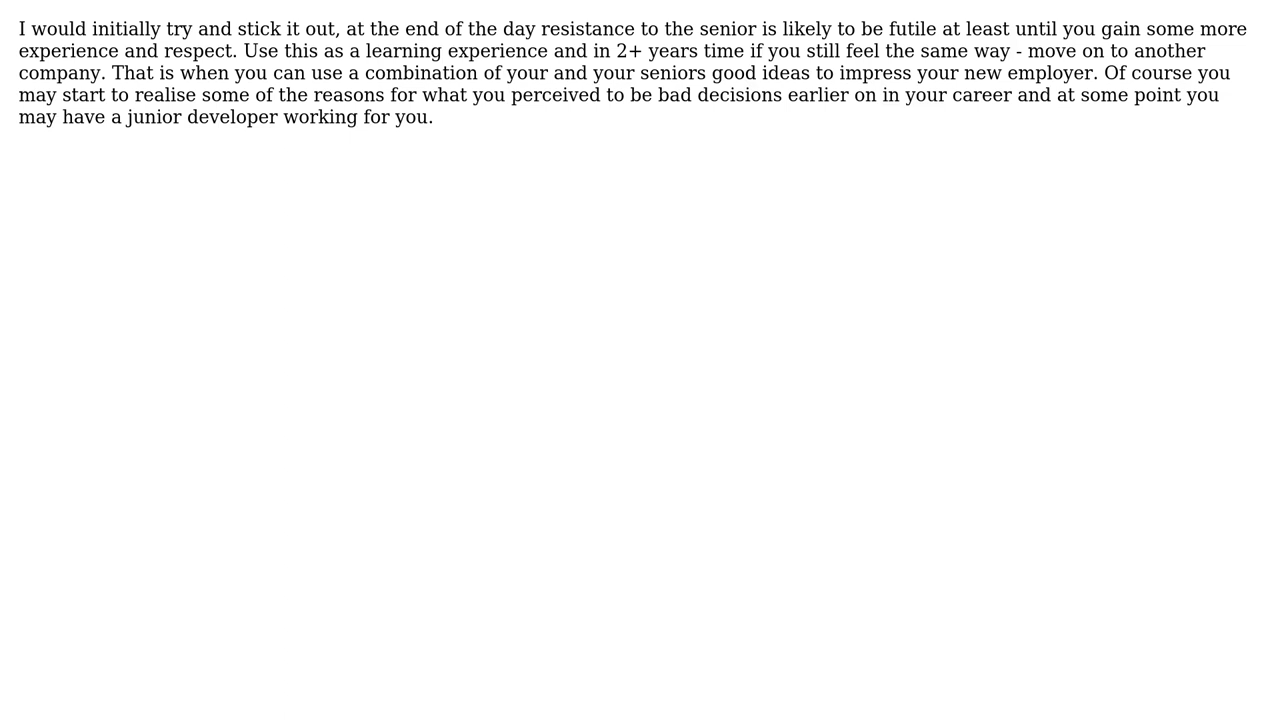 I would initially try and stick it out, at the end of the day resistance to the senior is likely to be futile at least until you gain some more
experience and respect. Use this as a learning experience and in 2+ years time if you still feel the same way - move on to another
company. That is when you can use a combination of your and your seniors good ideas to impress your new employer. Of course you
may start to realise some of the reasons for what you perceived to be bad decisions earlier on in your career and at some point you
may have a junior developer working for you.